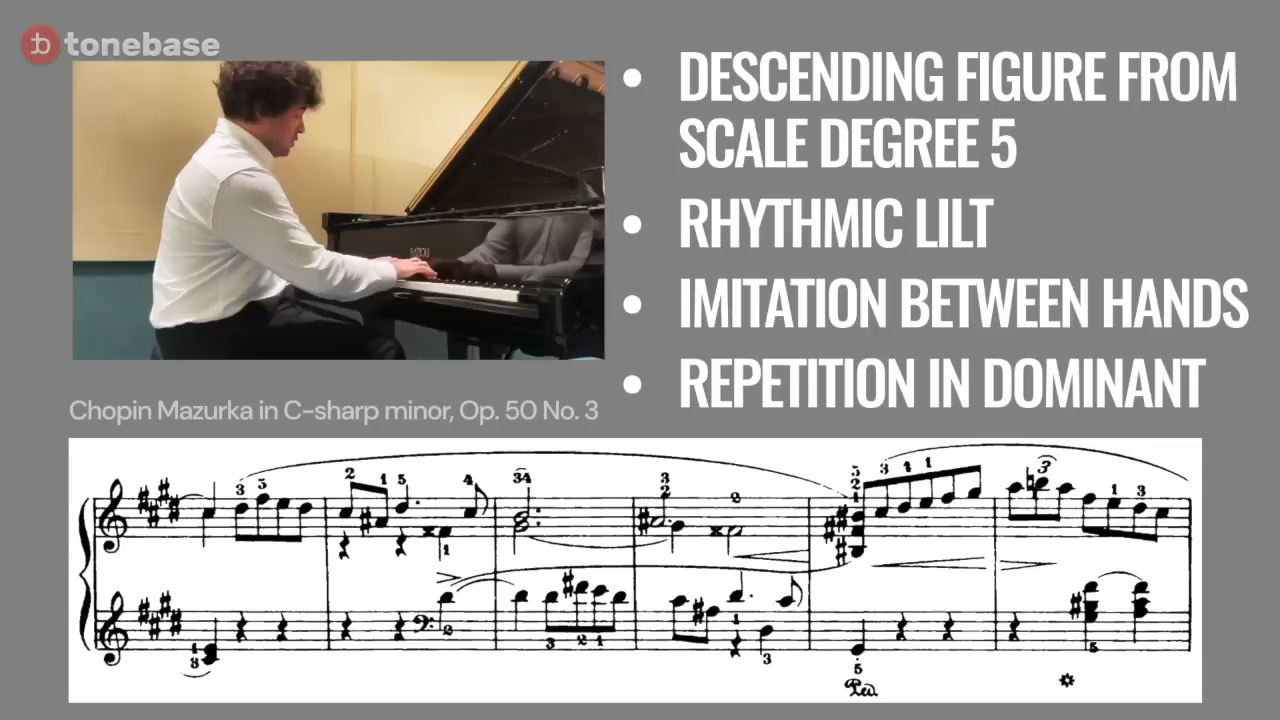 tonebase
• DESCENDING FIGURE FROM
SCALE DEGREE 5
• RHYTHMIC LILT
• IMITATION BETWEEN HANDS
• REPETITION IN DOMINANT
Chopin Mazurka in C-sharp minor, Op. 50 No. 3